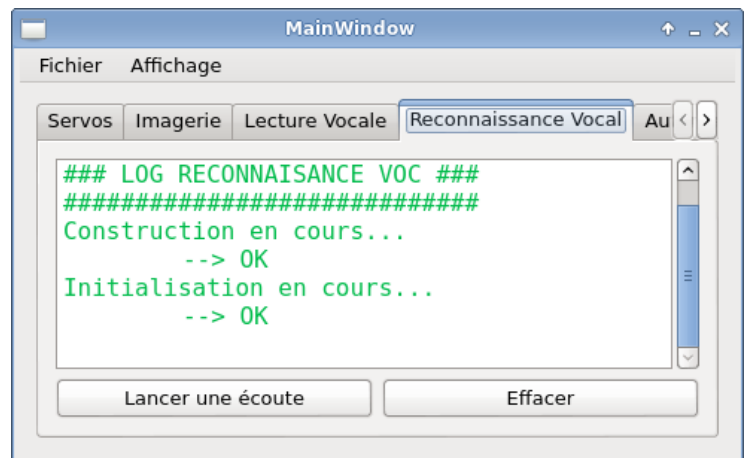 MainWindow
Fichier Affichage
Servos Imagerie Lecture Vocale Reconnaissance Vocal Au
### LOG RECONNAISANCE VOC ###
#############################
Construction en cours...
--> OK
Initialisation en cours...
--> OK
Lancer une écoute Effacer